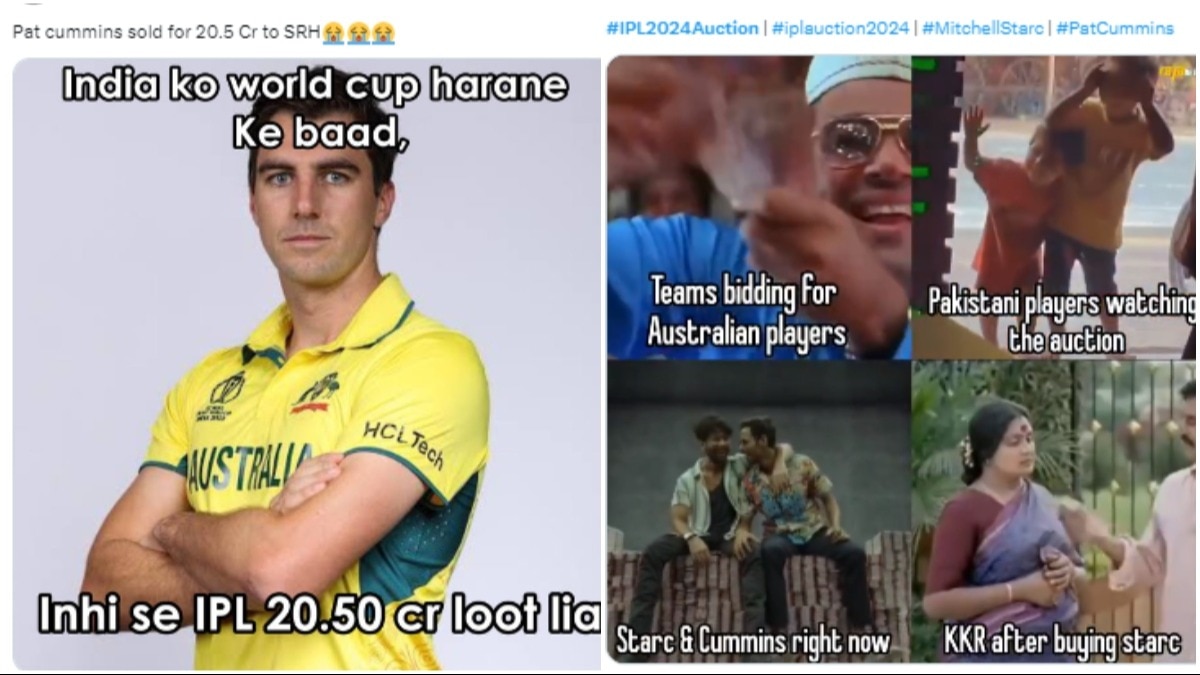 Pat cummins sold for 20.5 Cr to SRH😭😭😭
India ko world cup harane
Ke baad,
HCLTech
AUSTRALIA
Inhi se IPL 20.50 cr loot lia
#IPL2024Auction | #iplauction2024 | #MitchellStarc | #PatCummins
Teams bidding for
Australian players
Pakistani players watching
the auction
Starc & Cummins right now
KKR after buying starc